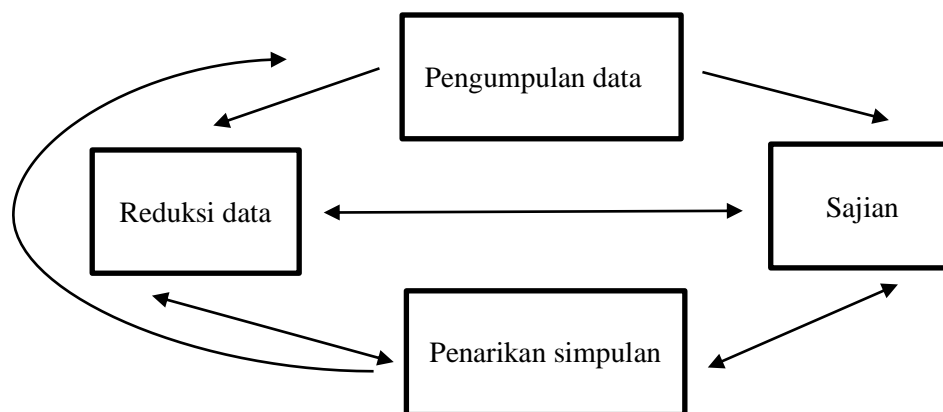 Pengumpulan data
Reduksi data
Sajian
Penarikan simpulan